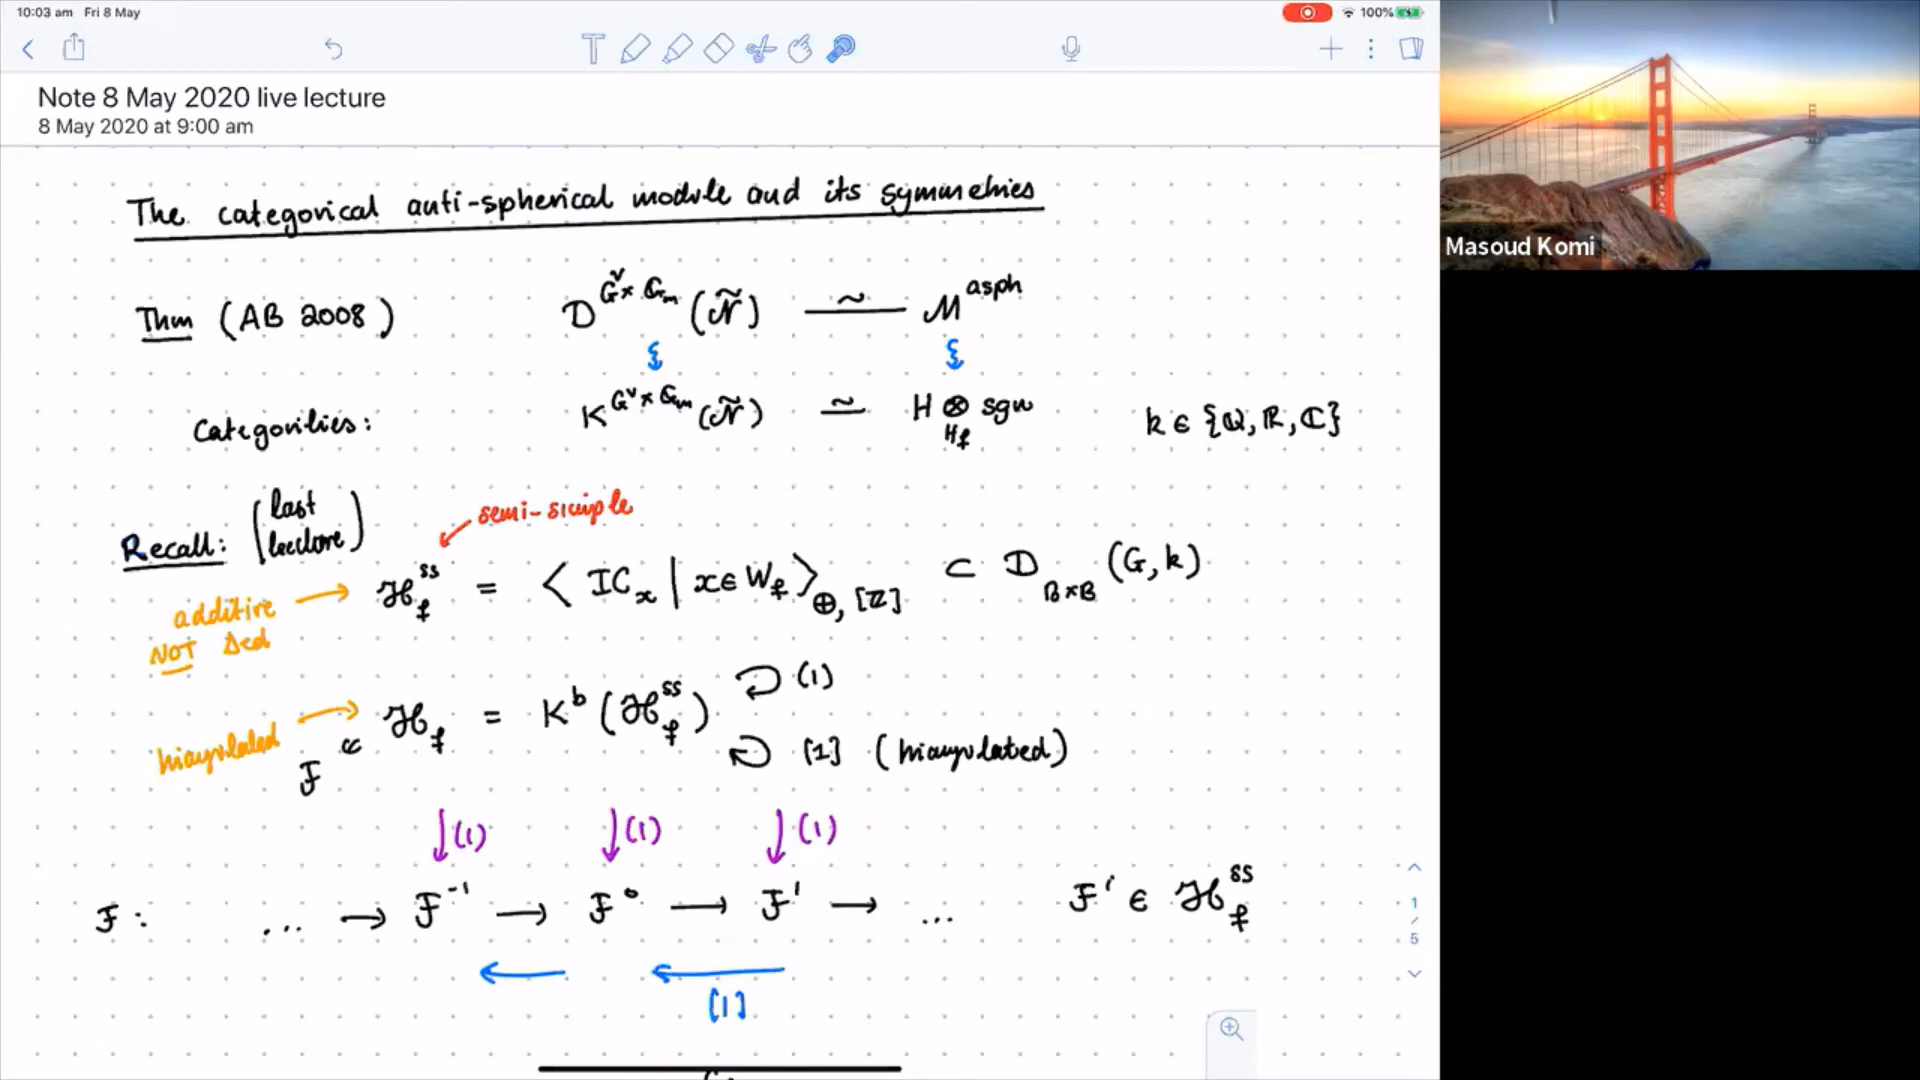 10:03 am Fri 8 May 100%
Note 8 May 2020 live lecture
8 May 2020 at 9:00 am
The categorical anti-spherical module and its symmetries
Thm (AB 2008) D^{G^∨ × G_m} (Ñ) ≃ M^{asph}
Categorifies: K^{G^∨ × G_m} (Ñ) ≃ H ⊗_{H_f} sgn k ∈ {Q, R, C}
Recall: (last lecture)
semi-simple
H_f^{ss} = ⟨ IC_x | x ∈ W_f ⟩_{⊕, [Z]} ⊂ D_{B×B} (G, k)
additive
NOT Δed
H_f = K^b (H_f^{ss}) (1)
triangulated
[1] (triangulated)
F ∈
(1) (1) (1)
F : ... → F^{-1} → F^0 → F^1 → ... F^i ∈ H_f^{ss}
[1]
1 / 5
Masoud Komi